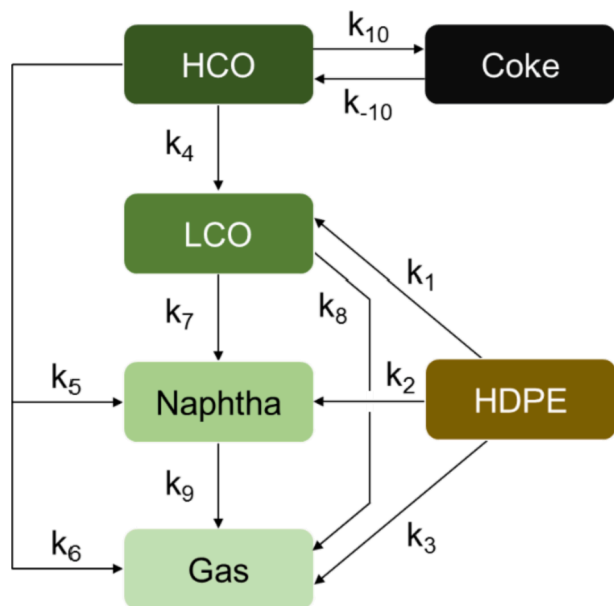 k₁₀
HCO
Coke
k₋₁₀
k₄
LCO
k₁
k₇
k₈
k₅
k₂
Naphtha
HDPE
k₉
k₃
k₆
Gas